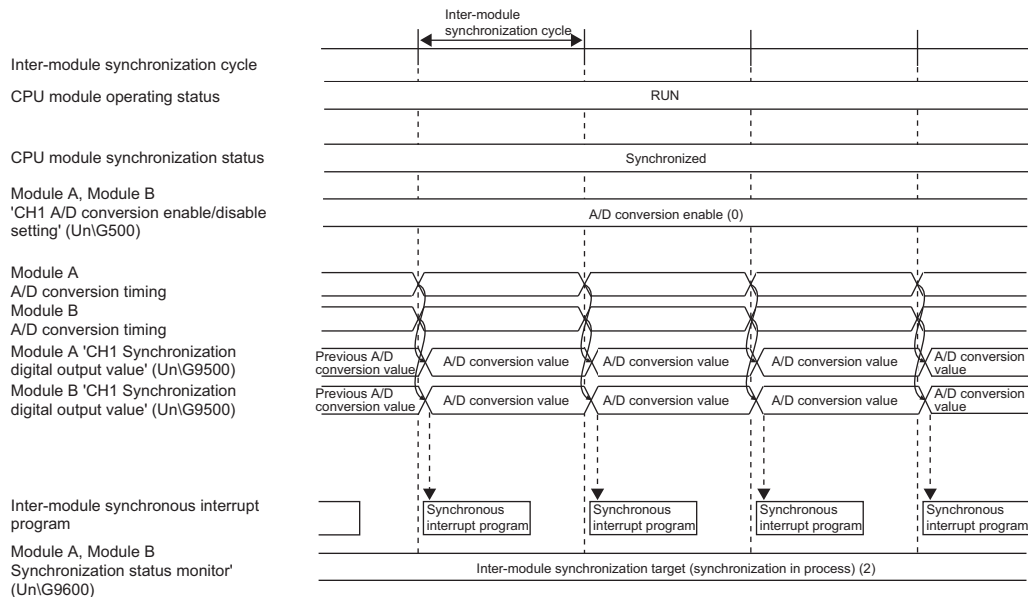 Inter-module
synchronization cycle
Inter-module synchronization cycle
CPU module operating status
RUN
CPU module synchronization status
Synchronized
Module A, Module B
'CH1 A/D conversion enable/disable
setting' (Un\G500)
A/D conversion enable (0)
Module A
A/D conversion timing
Module B
A/D conversion timing
Module A 'CH1 Synchronization
digital output value' (Un\G9500)
Previous A/D
conversion value
A/D conversion value
A/D conversion value
A/D conversion value
A/D conversion
value
Module B 'CH1 Synchronization
digital output value' (Un\G9500)
Previous A/D
conversion value
A/D conversion value
A/D conversion value
A/D conversion value
A/D conversion
value
Inter-module synchronous interrupt
program
Synchronous
interrupt program
Synchronous
interrupt program
Synchronous
interrupt program
Synchronous
interrupt program
Module A, Module B
Synchronization status monitor'
(Un\G9600)
Inter-module synchronization target (synchronization in process) (2)